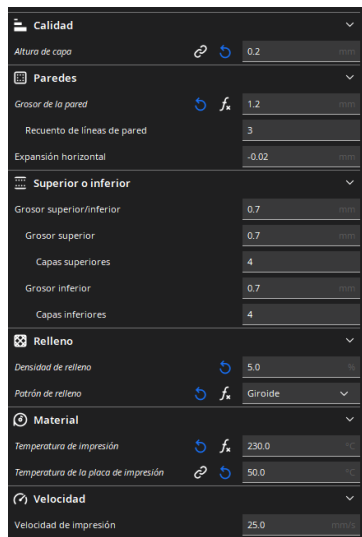 Calidad
Altura de capa 0.2 mm
Paredes
Grosor de la pared 1.2 mm
Recuento de líneas de pared 3
Expansión horizontal -0.02 mm
Superior o inferior
Grosor superior/inferior 0.7 mm
Grosor superior 0.7 mm
Capas superiores 4
Grosor inferior 0.7 mm
Capas inferiores 4
Relleno
Densidad de relleno 5.0 %
Patrón de relleno Giroide
Material
Temperatura de impresión 230.0 °C
Temperatura de la placa de impresión 50.0 °C
Velocidad
Velocidad de impresión 25.0 mm/s